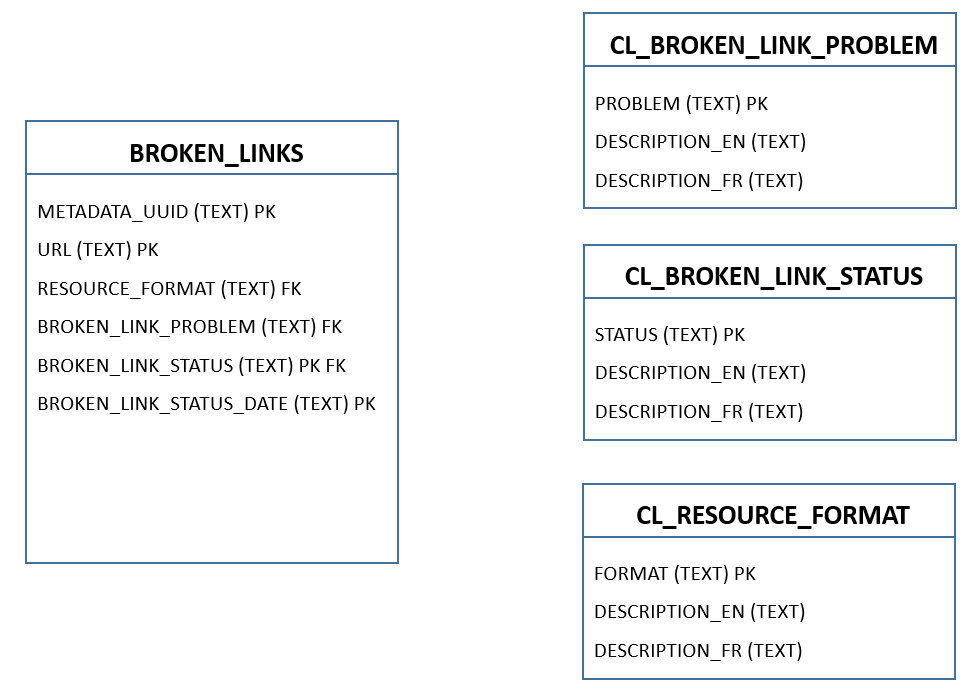 BROKEN_LINKS
METADATA_UUID (TEXT) PK
URL (TEXT) PK
RESOURCE_FORMAT (TEXT) FK
BROKEN_LINK_PROBLEM (TEXT) FK
BROKEN_LINK_STATUS (TEXT) PK FK
BROKEN_LINK_STATUS_DATE (TEXT) PK
CL_BROKEN_LINK_PROBLEM
PROBLEM (TEXT) PK
DESCRIPTION_EN (TEXT)
DESCRIPTION_FR (TEXT)
CL_BROKEN_LINK_STATUS
STATUS (TEXT) PK
DESCRIPTION_EN (TEXT)
DESCRIPTION_FR (TEXT)
CL_RESOURCE_FORMAT
FORMAT (TEXT) PK
DESCRIPTION_EN (TEXT)
DESCRIPTION_FR (TEXT)